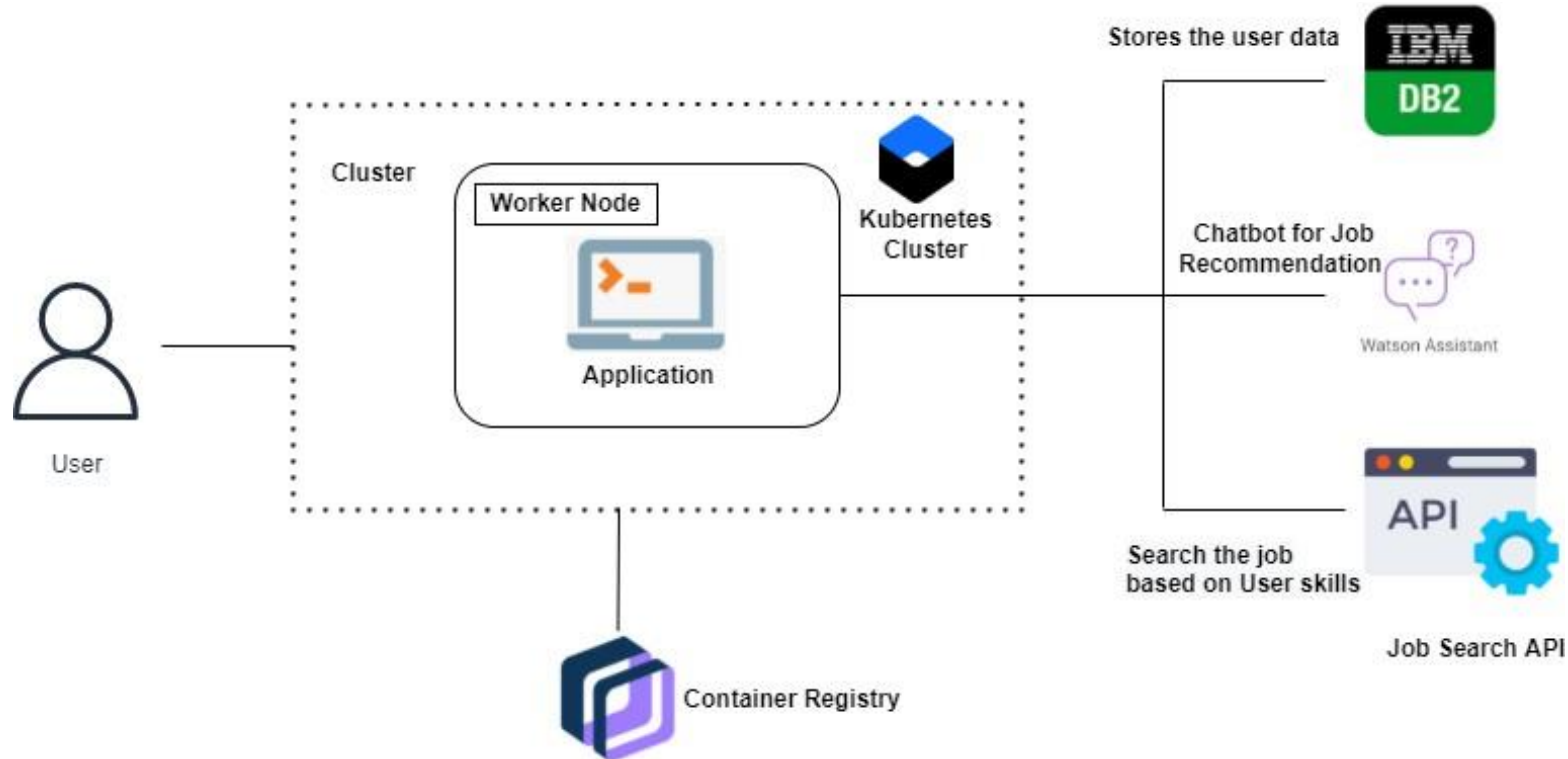 Stores the user data
IBM
DB2
Cluster
Worker Node
Kubernetes
Cluster
Application
Chatbot for Job
Recommendation
?
Watson Assistant
User
API
Search the job
based on User skills
Job Search API
Container Registry